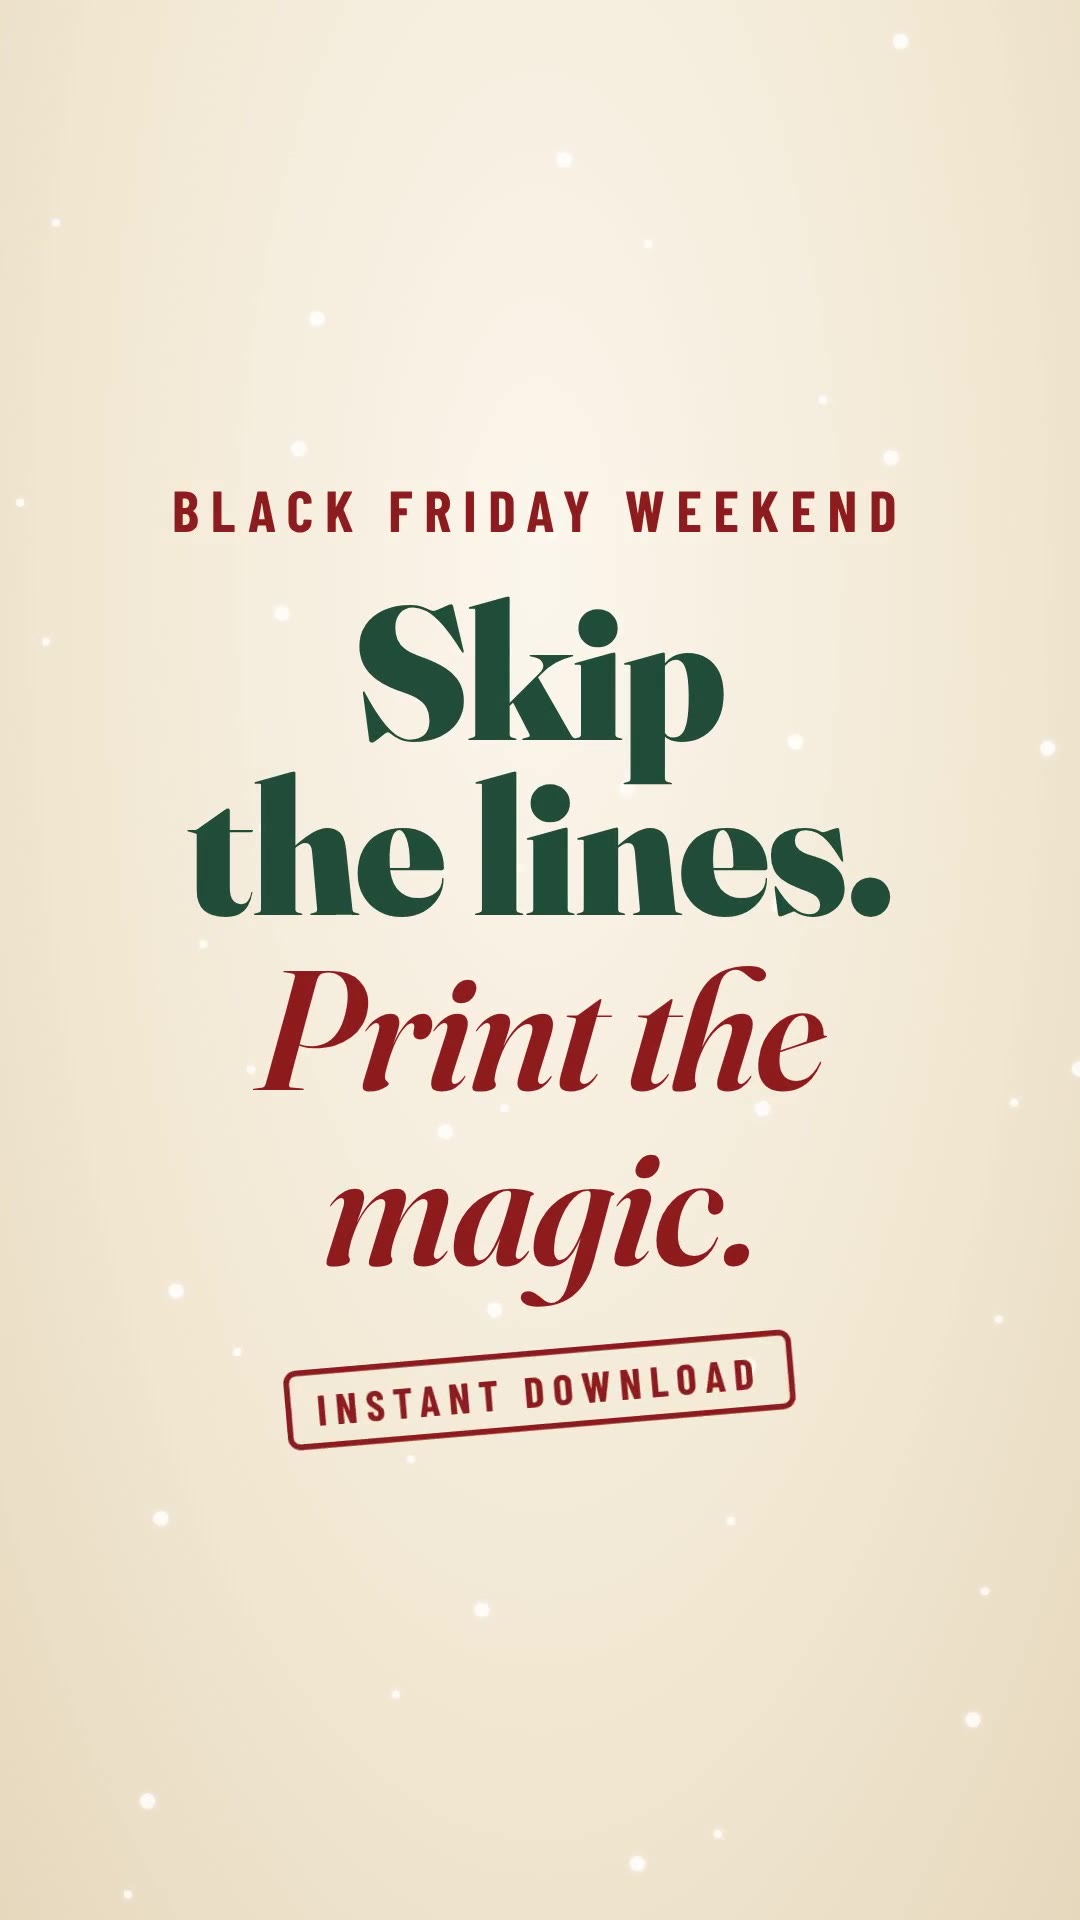 BLACK FRIDAY WEEKEND
Skip
the lines.
Print the
magic.
INSTANT DOWNLOAD